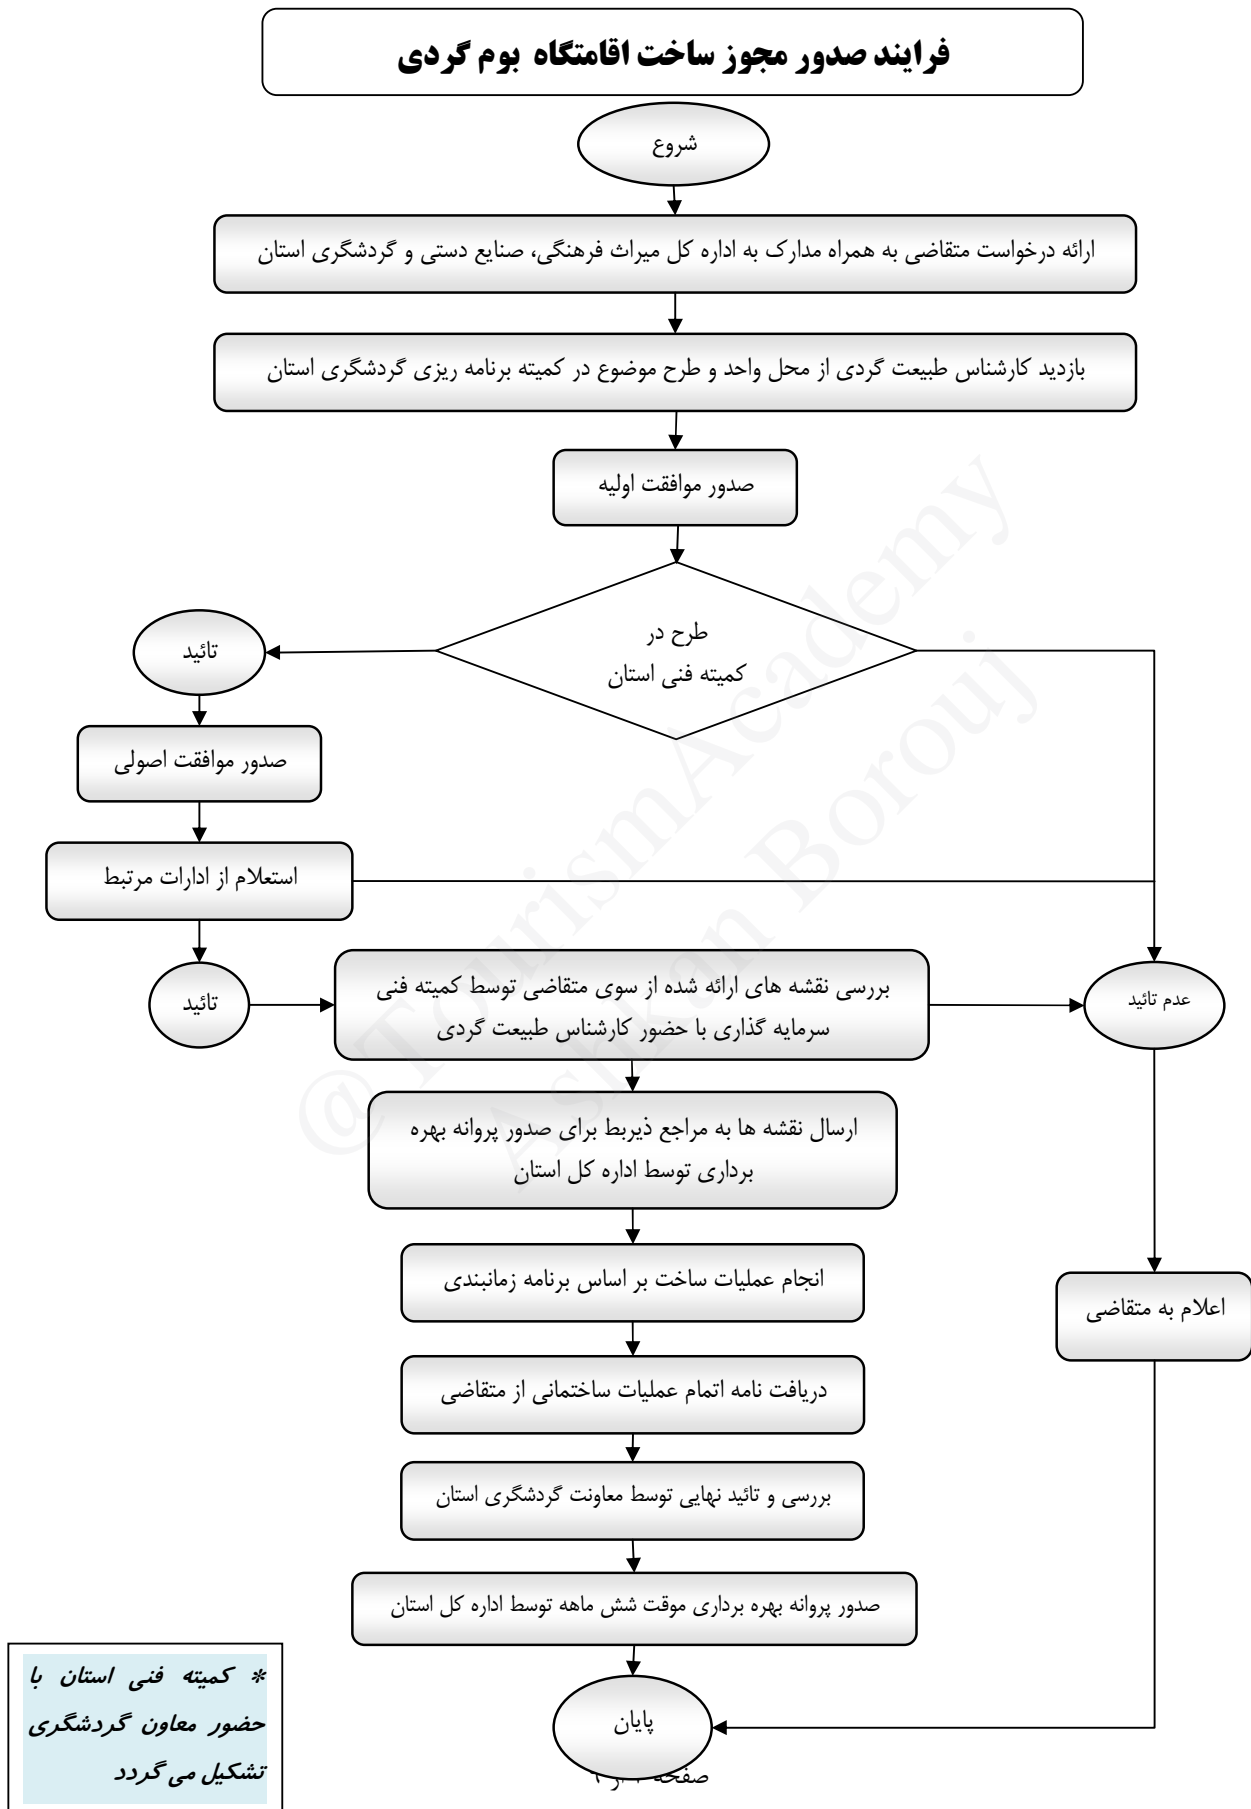 فرایند صدور مجوز ساخت اقامتگاه بوم گردی
شروع
ارائه درخواست متقاضی به همراه مدارک به اداره کل میراث فرهنگی، صنایع دستی و گردشگری استان
بازدید کارشناس طبیعت گردی از محل واحد و طرح موضوع در کمیته برنامه ریزی گردشگری استان
صدور موافقت اولیه
طرح در
کمیته فنی استان
تائید
صدور موافقت اصولی
استعلام از ادارات مرتبط
تائید
بررسی نقشه های ارائه شده از سوی متقاضی توسط کمیته فنی
سرمایه گذاری با حضور کارشناس طبیعت گردی
عدم تائید
ارسال نقشه ها به مراجع ذیربط برای صدور پروانه بهره
برداری توسط اداره کل استان
انجام عملیات ساخت بر اساس برنامه زمانبندی
اعلام به متقاضی
دریافت نامه اتمام عملیات ساختمانی از متقاضی
بررسی و تائید نهایی توسط معاونت گردشگری استان
صدور پروانه بهره برداری موقت شش ماهه توسط اداره کل استان
پایان
* کمیته فنی استان با
حضور معاون گردشگری
تشکیل می گردد
صفحه از
@TourismAcademy
Ashkan Borouj